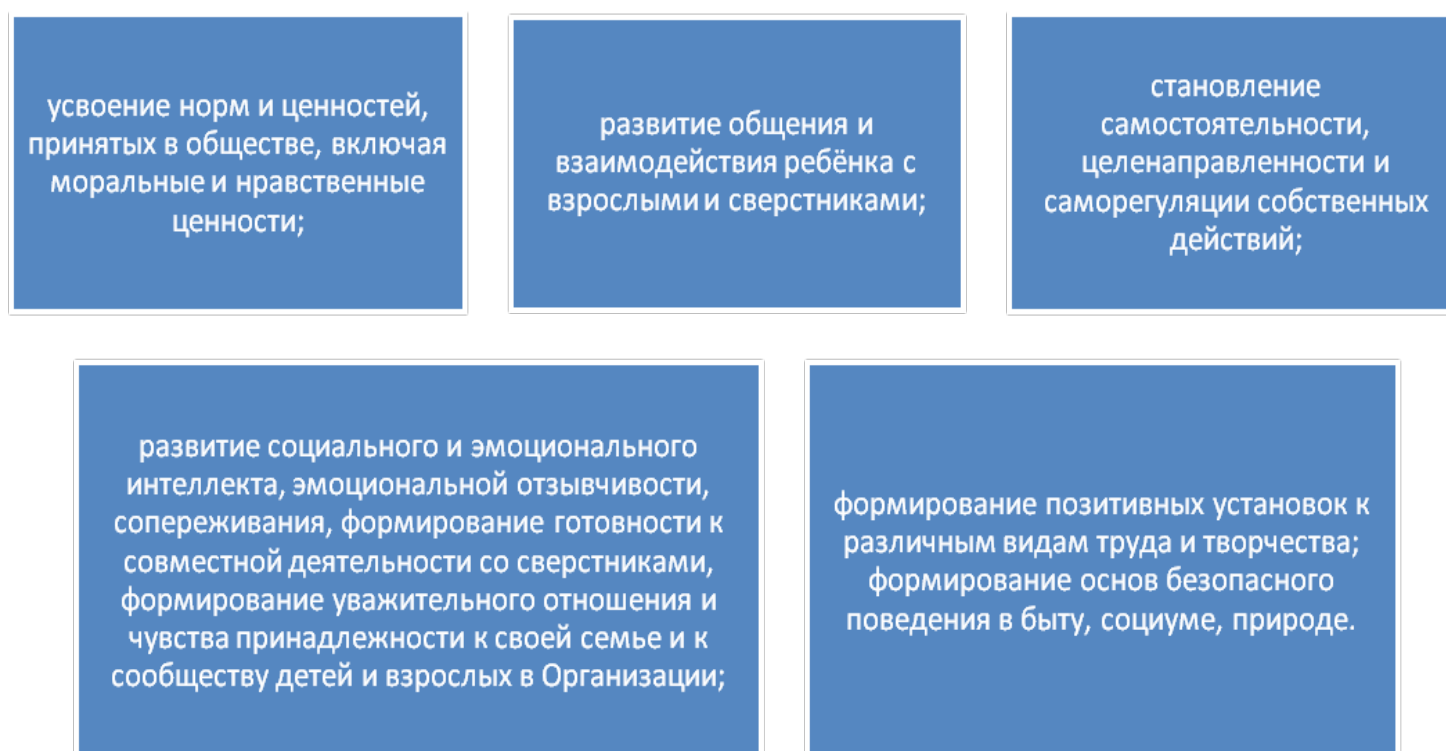 усвоение норм и ценностей,
принятых в обществе, включая
моральные и нравственные
ценности;
развитие общения и
взаимодействия ребёнка с
взрослыми и сверстниками;
становление
самостоятельности,
целенаправленности и
саморегуляции собственных
действий;
развитие социального и эмоционального
интеллекта, эмоциональной отзывчивости,
сопереживания, формирование готовности к
совместной деятельности со сверстниками,
формирование уважительного отношения и
чувства принадлежности к своей семье и к
сообществу детей и взрослых в Организации;
формирование позитивных установок к
различным видам труда и творчества;
формирование основ безопасного
поведения в быту, социуме, природе.